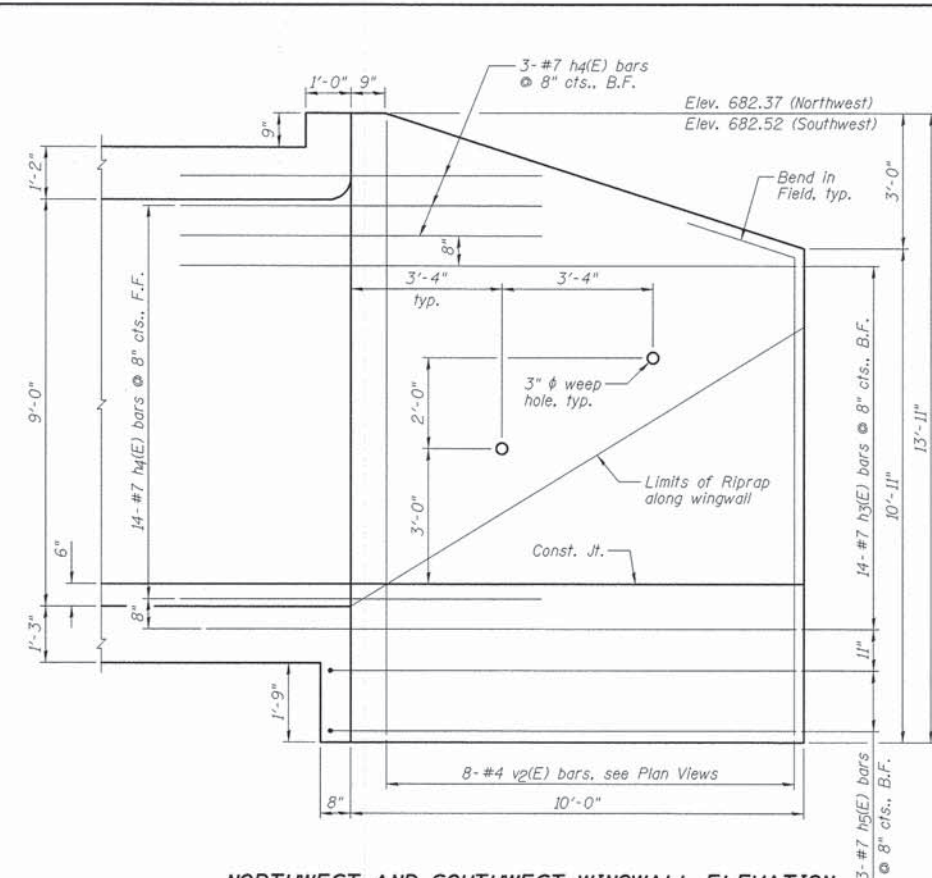 3-#7 h4(E) bars
@ 8" cts., B.F.
1'-0"
9"
Elev. 682.37 (Northwest)
Elev. 682.52 (Southwest)
9"
1'-2"
Bend in
Field, typ.
3'-0"
8"
3'-4"
typ.
3'-4"
9'-0"
14-#7 h4(E) bars @ 8" cts., F.F.
2'-0"
3" ϕ weep
hole, typ.
14-#7 h3(E) bars @ 8" cts., B.F.
10'-11"
13'-11"
Limits of Riprap
along wingwall
3'-0"
6"
Const. Jt.
8"
1'-3"
11"
1'-9"
8-#4 v2(E) bars, see Plan Views
8"
10'-0"
3-#7 h5(E) bars
@ 8" cts., B.F.